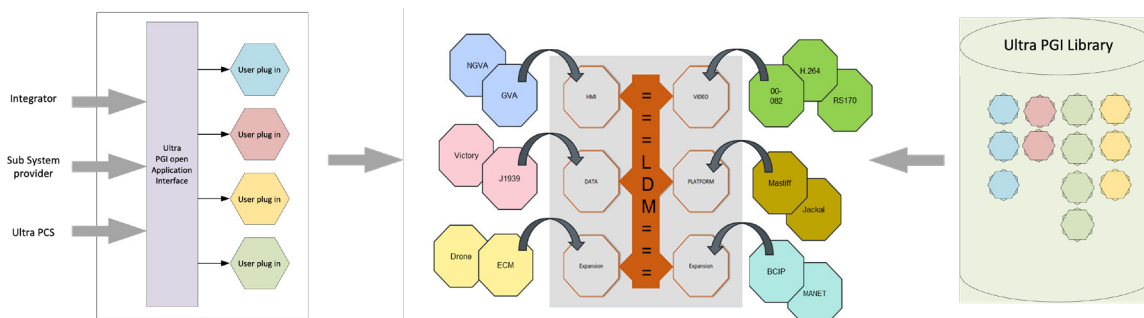 Integrator
Sub System
provider
Ultra PCS
Ultra
PGI open
Application
Interface
User plug in
User plug in
User plug in
User plug in
NGVA
GVA
HMI
Victory
J1939
DATA
Drone
ECM
Expansion
= = = L D M = = = =
VIDEO
00-
082
H.264
RS170
PLATFORM
Mastiff
Jackal
Expansion
BCIP
MANET
Ultra PGI Library